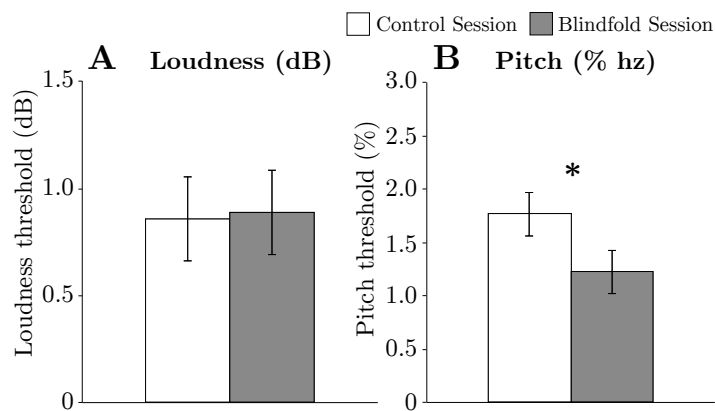 Control Session Blindfold Session
A Loudness (dB)
B Pitch (% hz)
Loudness threshold (dB)
1.5
1.0
0.5
0
Pitch threshold (%)
3.0
2.5
2.0
1.5
1.0
0.5
0
*